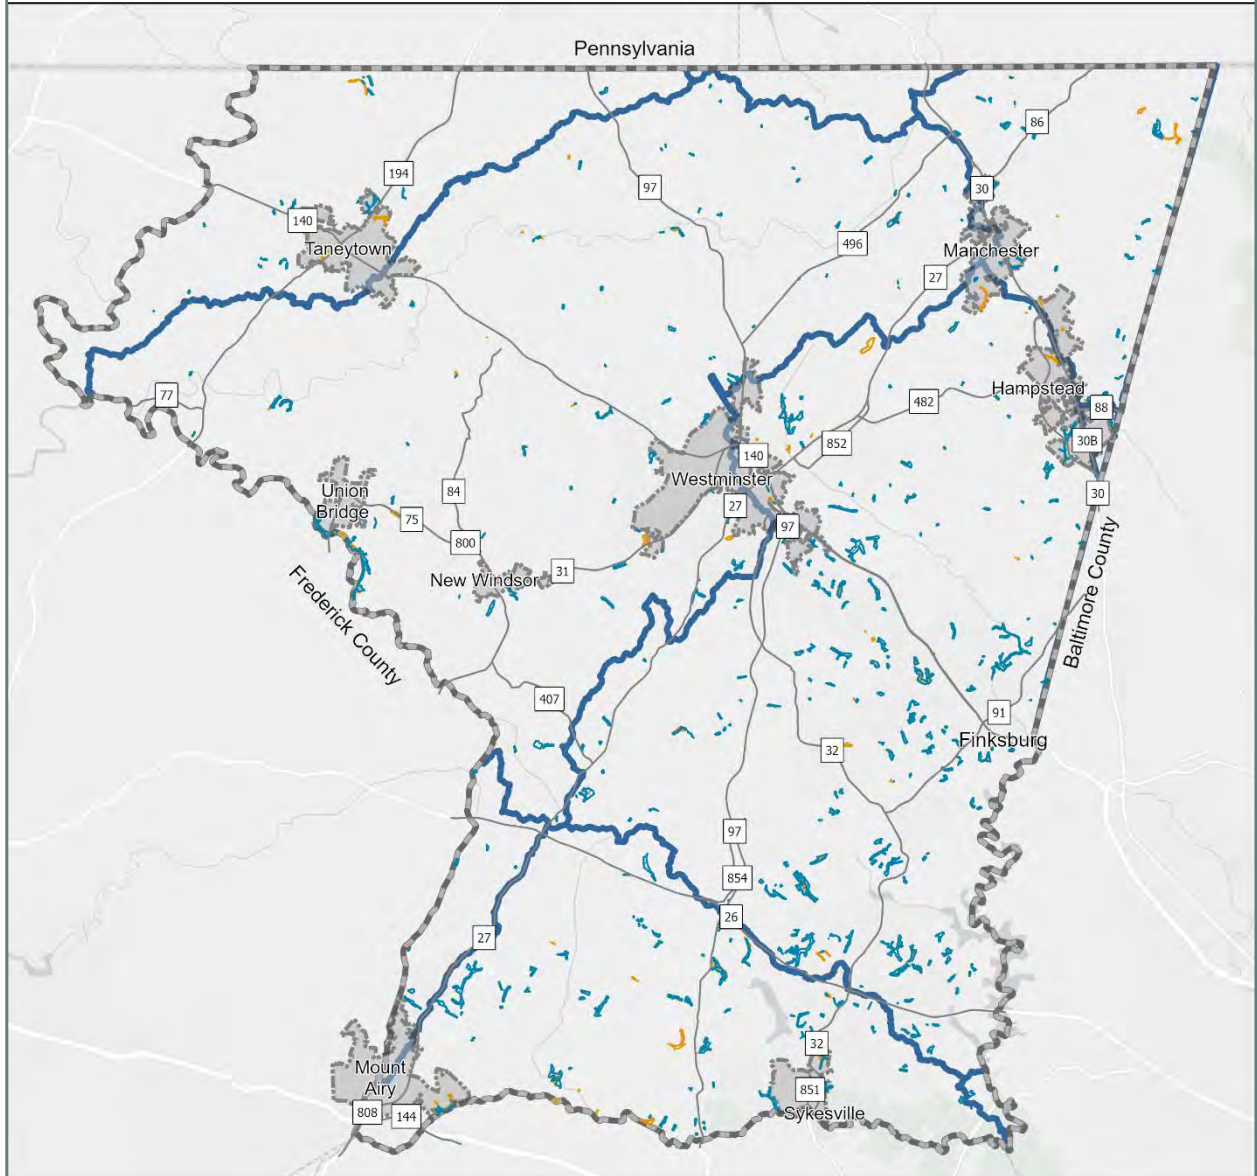 Pennsylvania
86
194
97
30
140
Taneytown
496
Manchester
27
77
Hampstead
482
88
30B
852
140
Westminster
Union
Bridge
84
27
30
75
97
800
31
New Windsor
Frederick County
Baltimore County
407
91
Finksburg
32
97
854
26
27
32
Mount
Airy
851
808
144
Sykesville